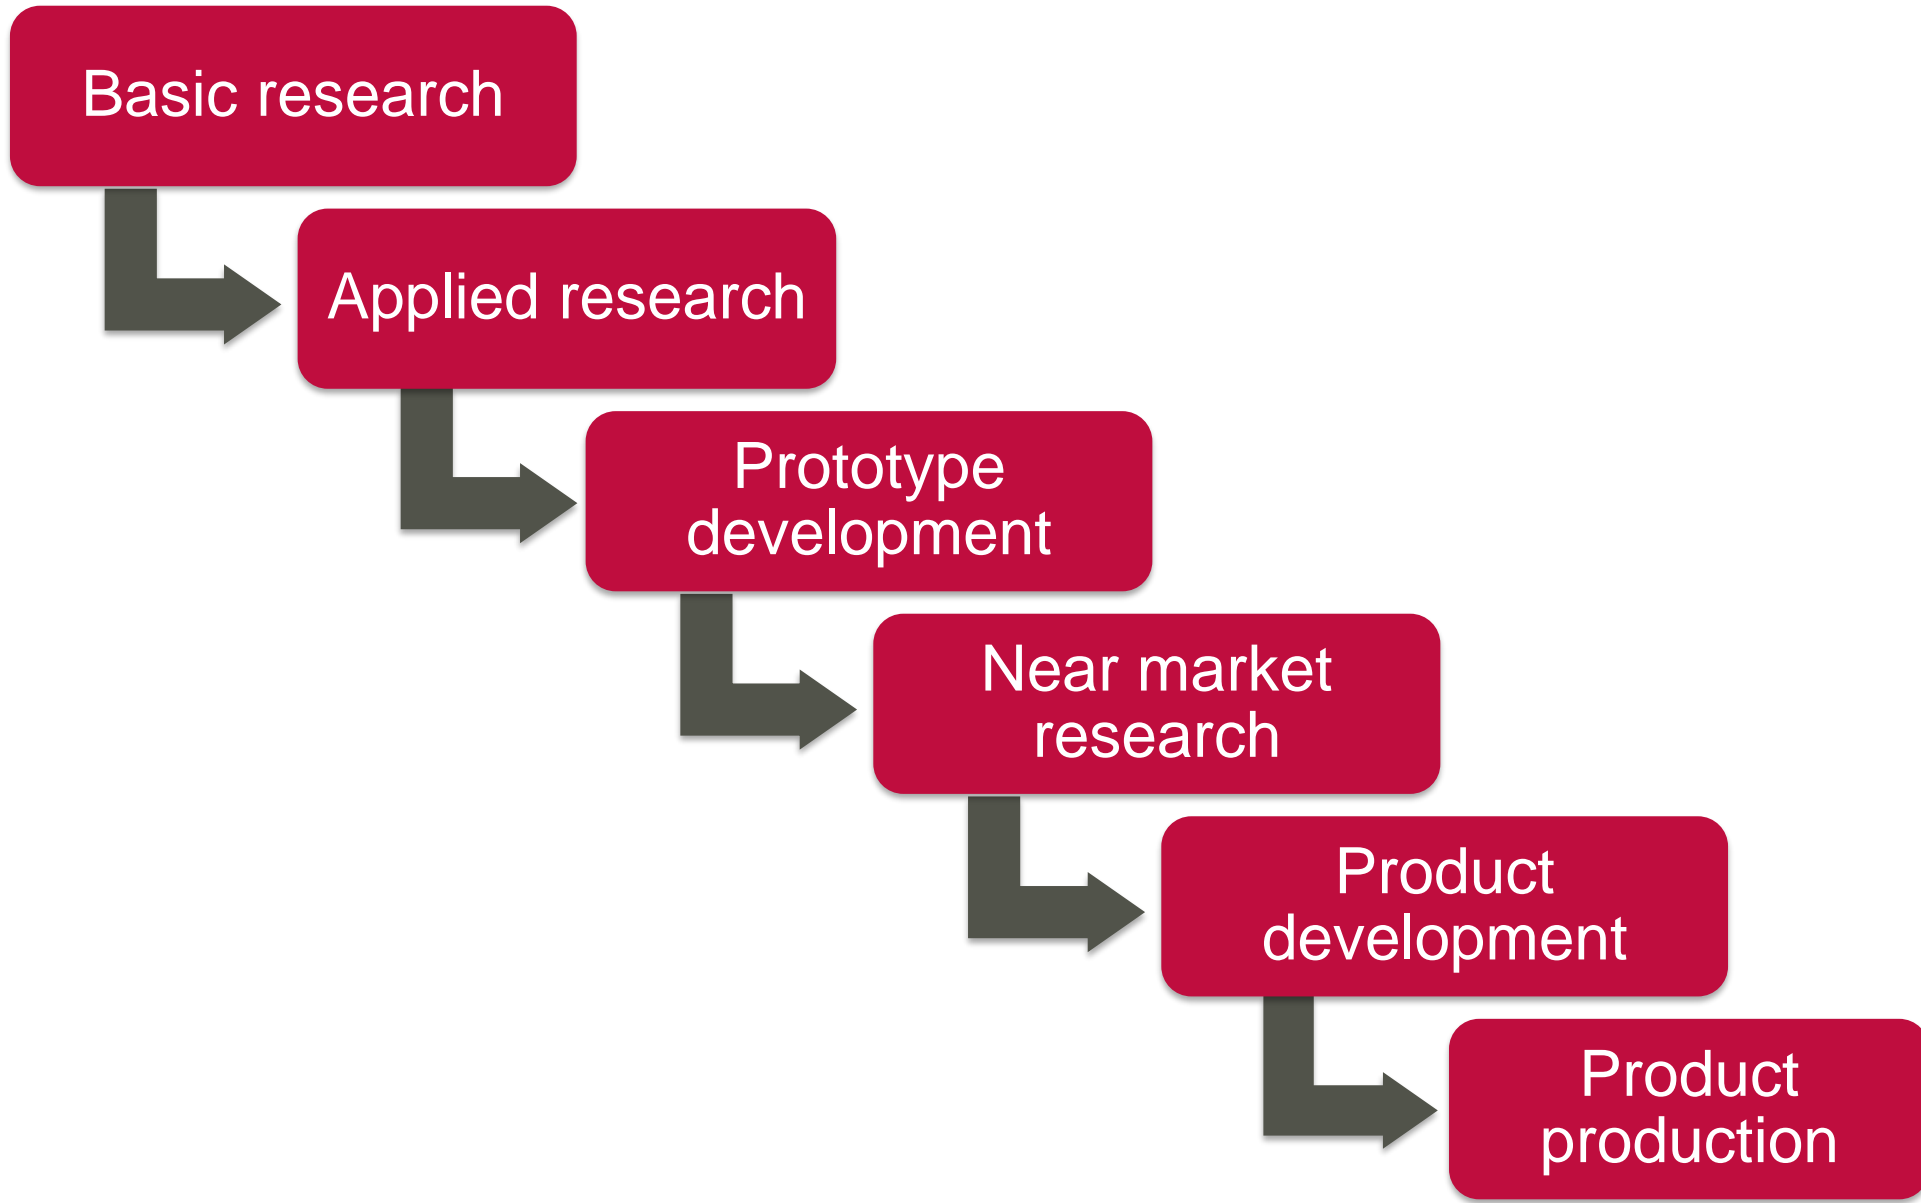 Basic research
Applied research
Prototype
development
Near market
research
Product
development
Product
production